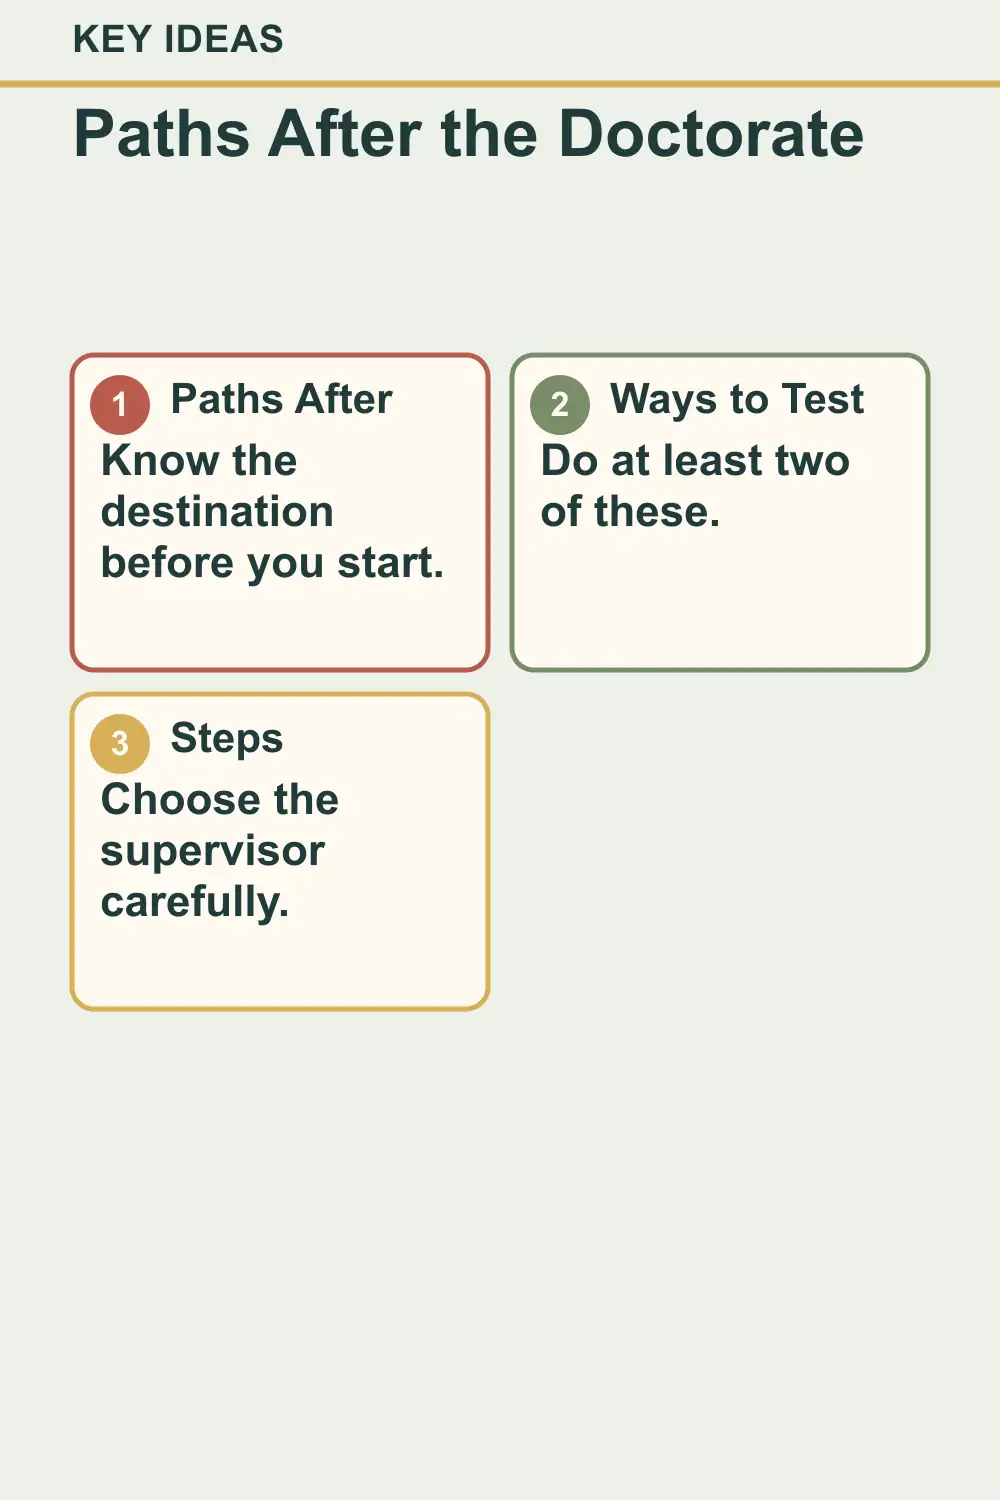 KEY IDEAS
Paths After the Doctorate
1 Paths After
Know the
destination
before you start.
2 Ways to Test
Do at least two
of these.
3 Steps
Choose the
supervisor
carefully.